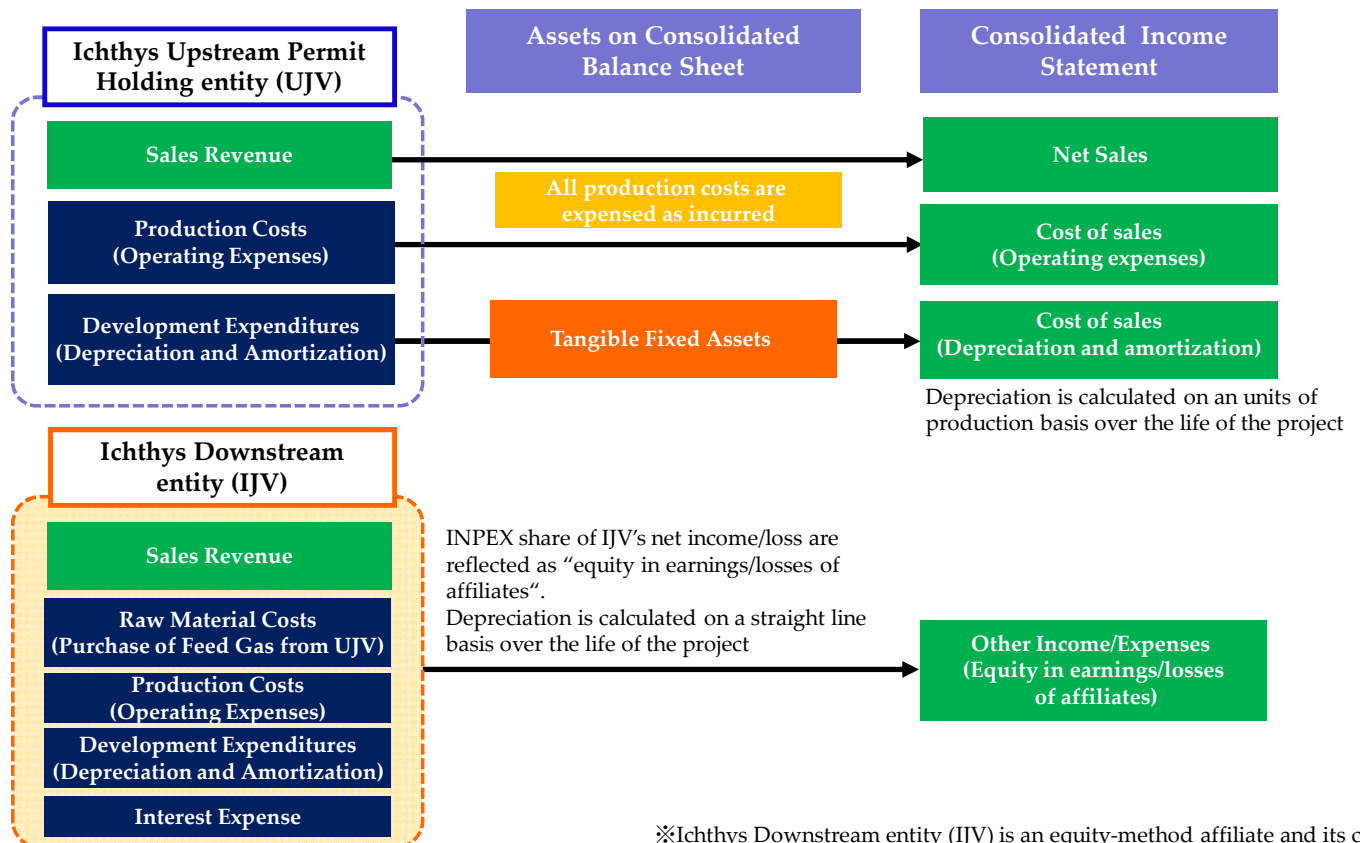 Ichthys Upstream Permit
Holding entity (UJV)
Assets on Consolidated
Balance Sheet
Consolidated Income
Statement
Sales Revenue
Net Sales
All production costs are
expensed as incurred
Production Costs
(Operating Expenses)
Cost of sales
(Operating expenses)
Development Expenditures
(Depreciation and Amortization)
Tangible Fixed Assets
Cost of sales
(Depreciation and amortization)
Depreciation is calculated on an units of
production basis over the life of the project
Ichthys Downstream
entity (IJV)
Sales Revenue
INPEX share of IJV’s net income/loss are
reflected as “equity in earnings/losses of
affiliates“.
Depreciation is calculated on a straight line
basis over the life of the project
Raw Material Costs
(Purchase of Feed Gas from UJV)
Other Income/Expenses
(Equity in earnings/losses
of affiliates)
Production Costs
(Operating Expenses)
Development Expenditures
(Depreciation and Amortization)
Interest Expense
※Ichthys Downstream entity (IJV) is an equity-method affiliate and its